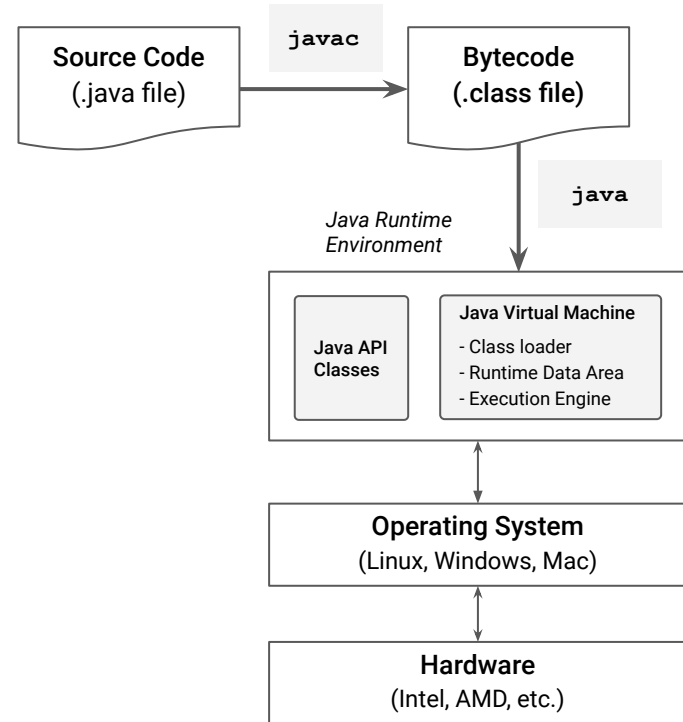 javac
Source Code
(.java file)
Bytecode
(.class file)
java
Java Runtime
Environment
Java API
Classes
Java Virtual Machine
- Class loader
- Runtime Data Area
- Execution Engine
Operating System
(Linux, Windows, Mac)
Hardware
(Intel, AMD, etc.)